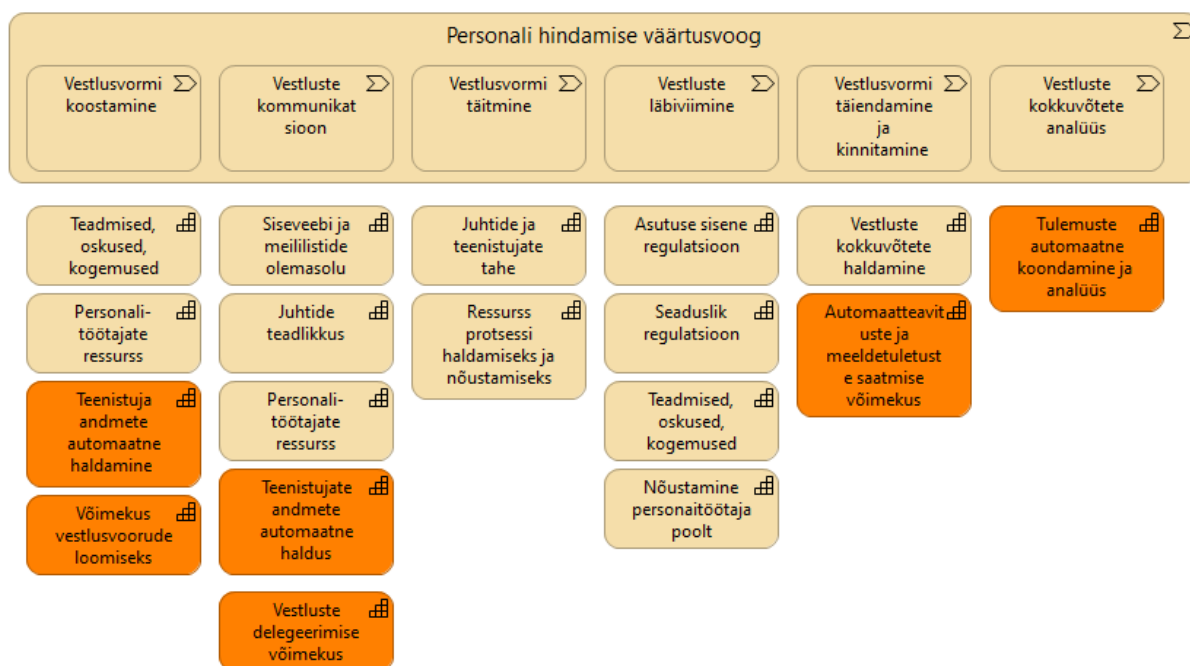 Personali hindamise väärtusvoog
Vestlusvormi
koostamine
Vestluste
kommunikat
sioon
Vestlusvormi
täitmine
Vestluste
läbiviimine
Vestlusvormi
täiendamine
ja
kinnitamine
Vestluste
kokkuvõtete
analüüs
Teadmised,
oskused,
kogemused
Personali-
töötajate
ressurss
Teenistuja
andmete
automaatne
haldamine
Võimekus
vestlusvoorude
loomiseks
Siseveebi ja
meililistide
olemasolu
Juhtide
teadlikkus
Personali-
töötajate
ressurss
Teenistujate
andmete
automaatne
haldus
Vestluste
delegeerimise
võimekus
Juhtide ja
teenistujate
tahe
Ressurss
protsessi
haldamiseks ja
nõustamiseks
Asutuse sisene
regulatsioon
Seaduslik
regulatsioon
Teadmised,
oskused,
kogemused
Nõustamine
personaitöötaja
poolt
Vestluste
kokkuvõtete
haldamine
Automaatteavit
uste ja
meeldetuletust
e saatmise
võimekus
Tulemuste
automaatne
koondamine ja
analüüs